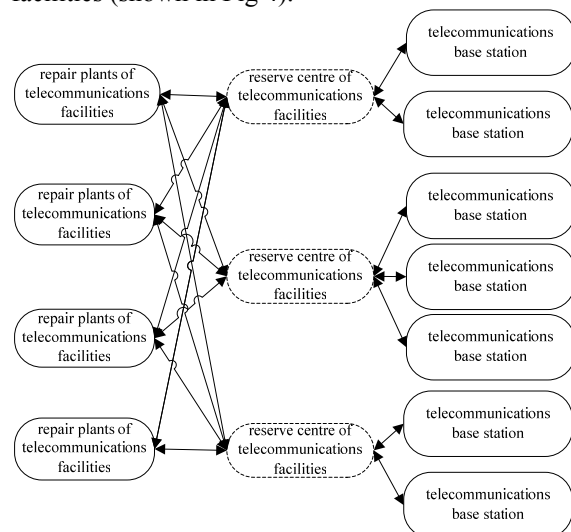 facilities (shown in Fig 4).
repair plants of
telecommunications
facilities
repair plants of
telecommunications
facilities
repair plants of
telecommunications
facilities
repair plants of
telecommunications
facilities
reserve centre of
telecommunications
facilities
reserve centre of
telecommunications
facilities
reserve centre of
telecommunications
facilities
telecommunications
base station
telecommunications
base station
telecommunications
base station
telecommunications
base station
telecommunications
base station
telecommunications
base station
telecommunications
base station